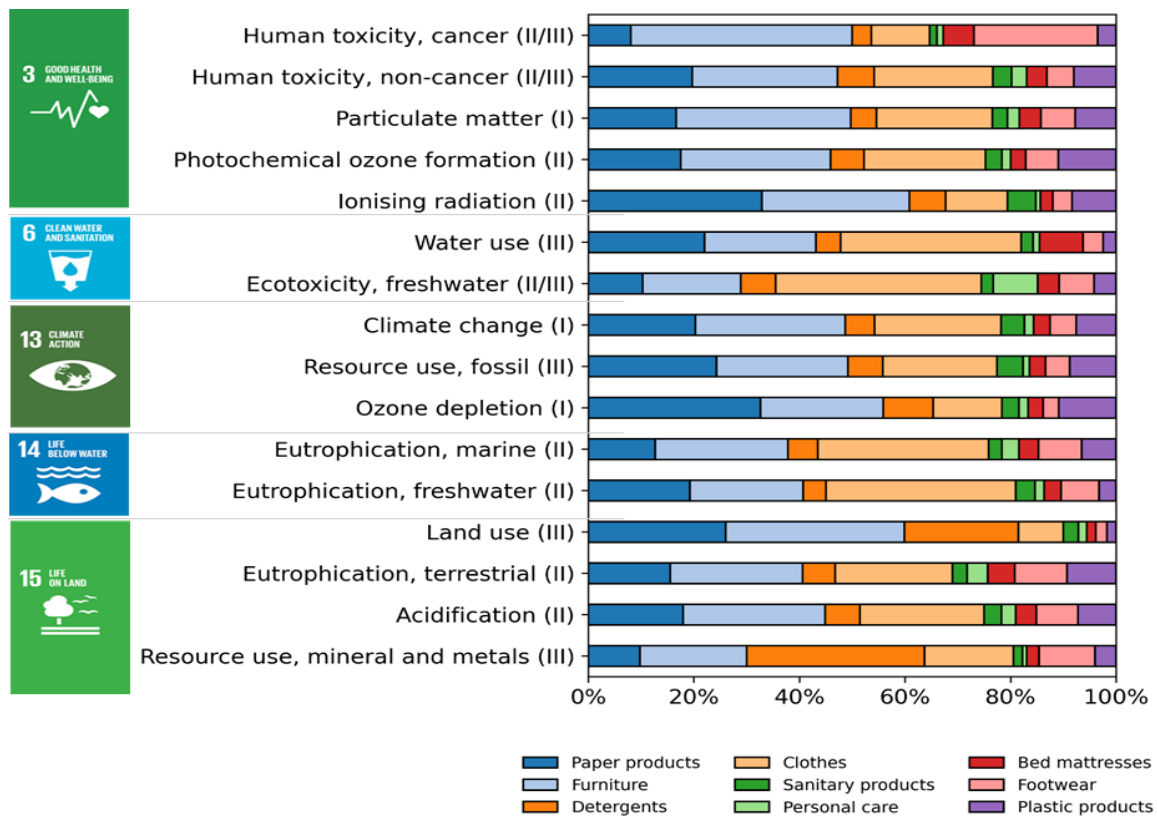 3 GOOD HEALTH
AND WELL-BEING
Human toxicity, cancer (II/III)
Human toxicity, non-cancer (II/III)
Particulate matter (I)
Photochemical ozone formation (II)
Ionising radiation (II)
6 CLEAN WATER
AND SANITATION
Water use (III)
Ecotoxicity, freshwater (II/III)
13 CLIMATE
ACTION
Climate change (I)
Resource use, fossil (III)
Ozone depletion (I)
14 LIFE
BELOW WATER
Eutrophication, marine (II)
Eutrophication, freshwater (II)
15 LIFE
ON LAND
Land use (III)
Eutrophication, terrestrial (II)
Acidification (II)
Resource use, mineral and metals (III)
0% 20% 40% 60% 80% 100%
Paper products Clothes Bed mattresses
Furniture Sanitary products Footwear
Detergents Personal care Plastic products